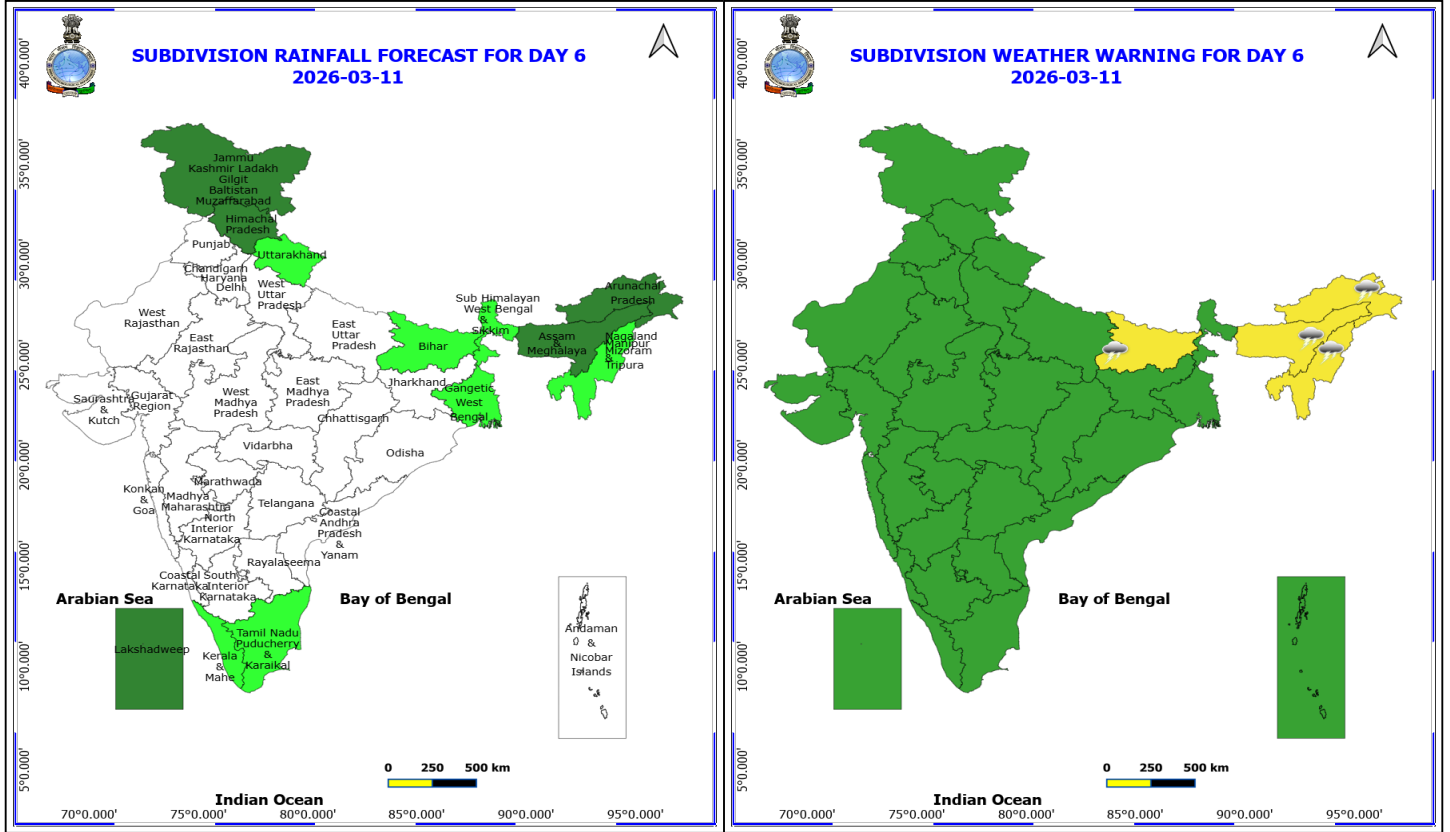 SUBDIVISION RAINFALL FORECAST FOR DAY 6
2026-03-11
40°0.000'
35°0.000'
30°0.000'
25°0.000'
20°0.000'
15°0.000'
10°0.000'
5°0.000'
Jammu
Kashmir Ladakh
Gilgit
Baltistan
Muzaffarabad
Himachal
Pradesh
Punjab
Uttarakhand
Chandigarh
Haryana
Delhi
West
Uttar
Pradesh
West
Rajasthan
East
Rajasthan
East
Uttar
Pradesh
Bihar
Sub Himalayan
West Bengal
&
Sikkim
Arunachal
Pradesh
Assam
&
Meghalaya
Nagaland
Manipur
Mizoram
&
Tripura
Saurashtra
&
Kutch
Gujarat
Region
West
Madhya
Pradesh
East
Madhya
Pradesh
Jharkhand
Gangetic
West
Bengal
Chhattisgarh
Vidarbha
Odisha
Konkan
&
Goa
Madhya
Maharashtra
Marathwada
Telangana
North
Interior
Karnataka
Coastal
Andhra
Pradesh
&
Yanam
Rayalaseema
Coastal
Karnataka
South
Interior
Karnataka
Arabian Sea
Bay of Bengal
Lakshadweep
Kerala
&
Mahe
Tamil Nadu
Puducherry
&
Karaikal
Andaman
&
Nicobar
Islands
0 250 500 km
Indian Ocean
70°0.000' 75°0.000' 80°0.000' 85°0.000' 90°0.000' 95°0.000'
SUBDIVISION WEATHER WARNING FOR DAY 6
2026-03-11
40°0.000'
35°0.000'
30°0.000'
25°0.000'
20°0.000'
15°0.000'
10°0.000'
5°0.000'
Arabian Sea
Bay of Bengal
0 250 500 km
Indian Ocean
70°0.000' 75°0.000' 80°0.000' 85°0.000' 90°0.000' 95°0.000'